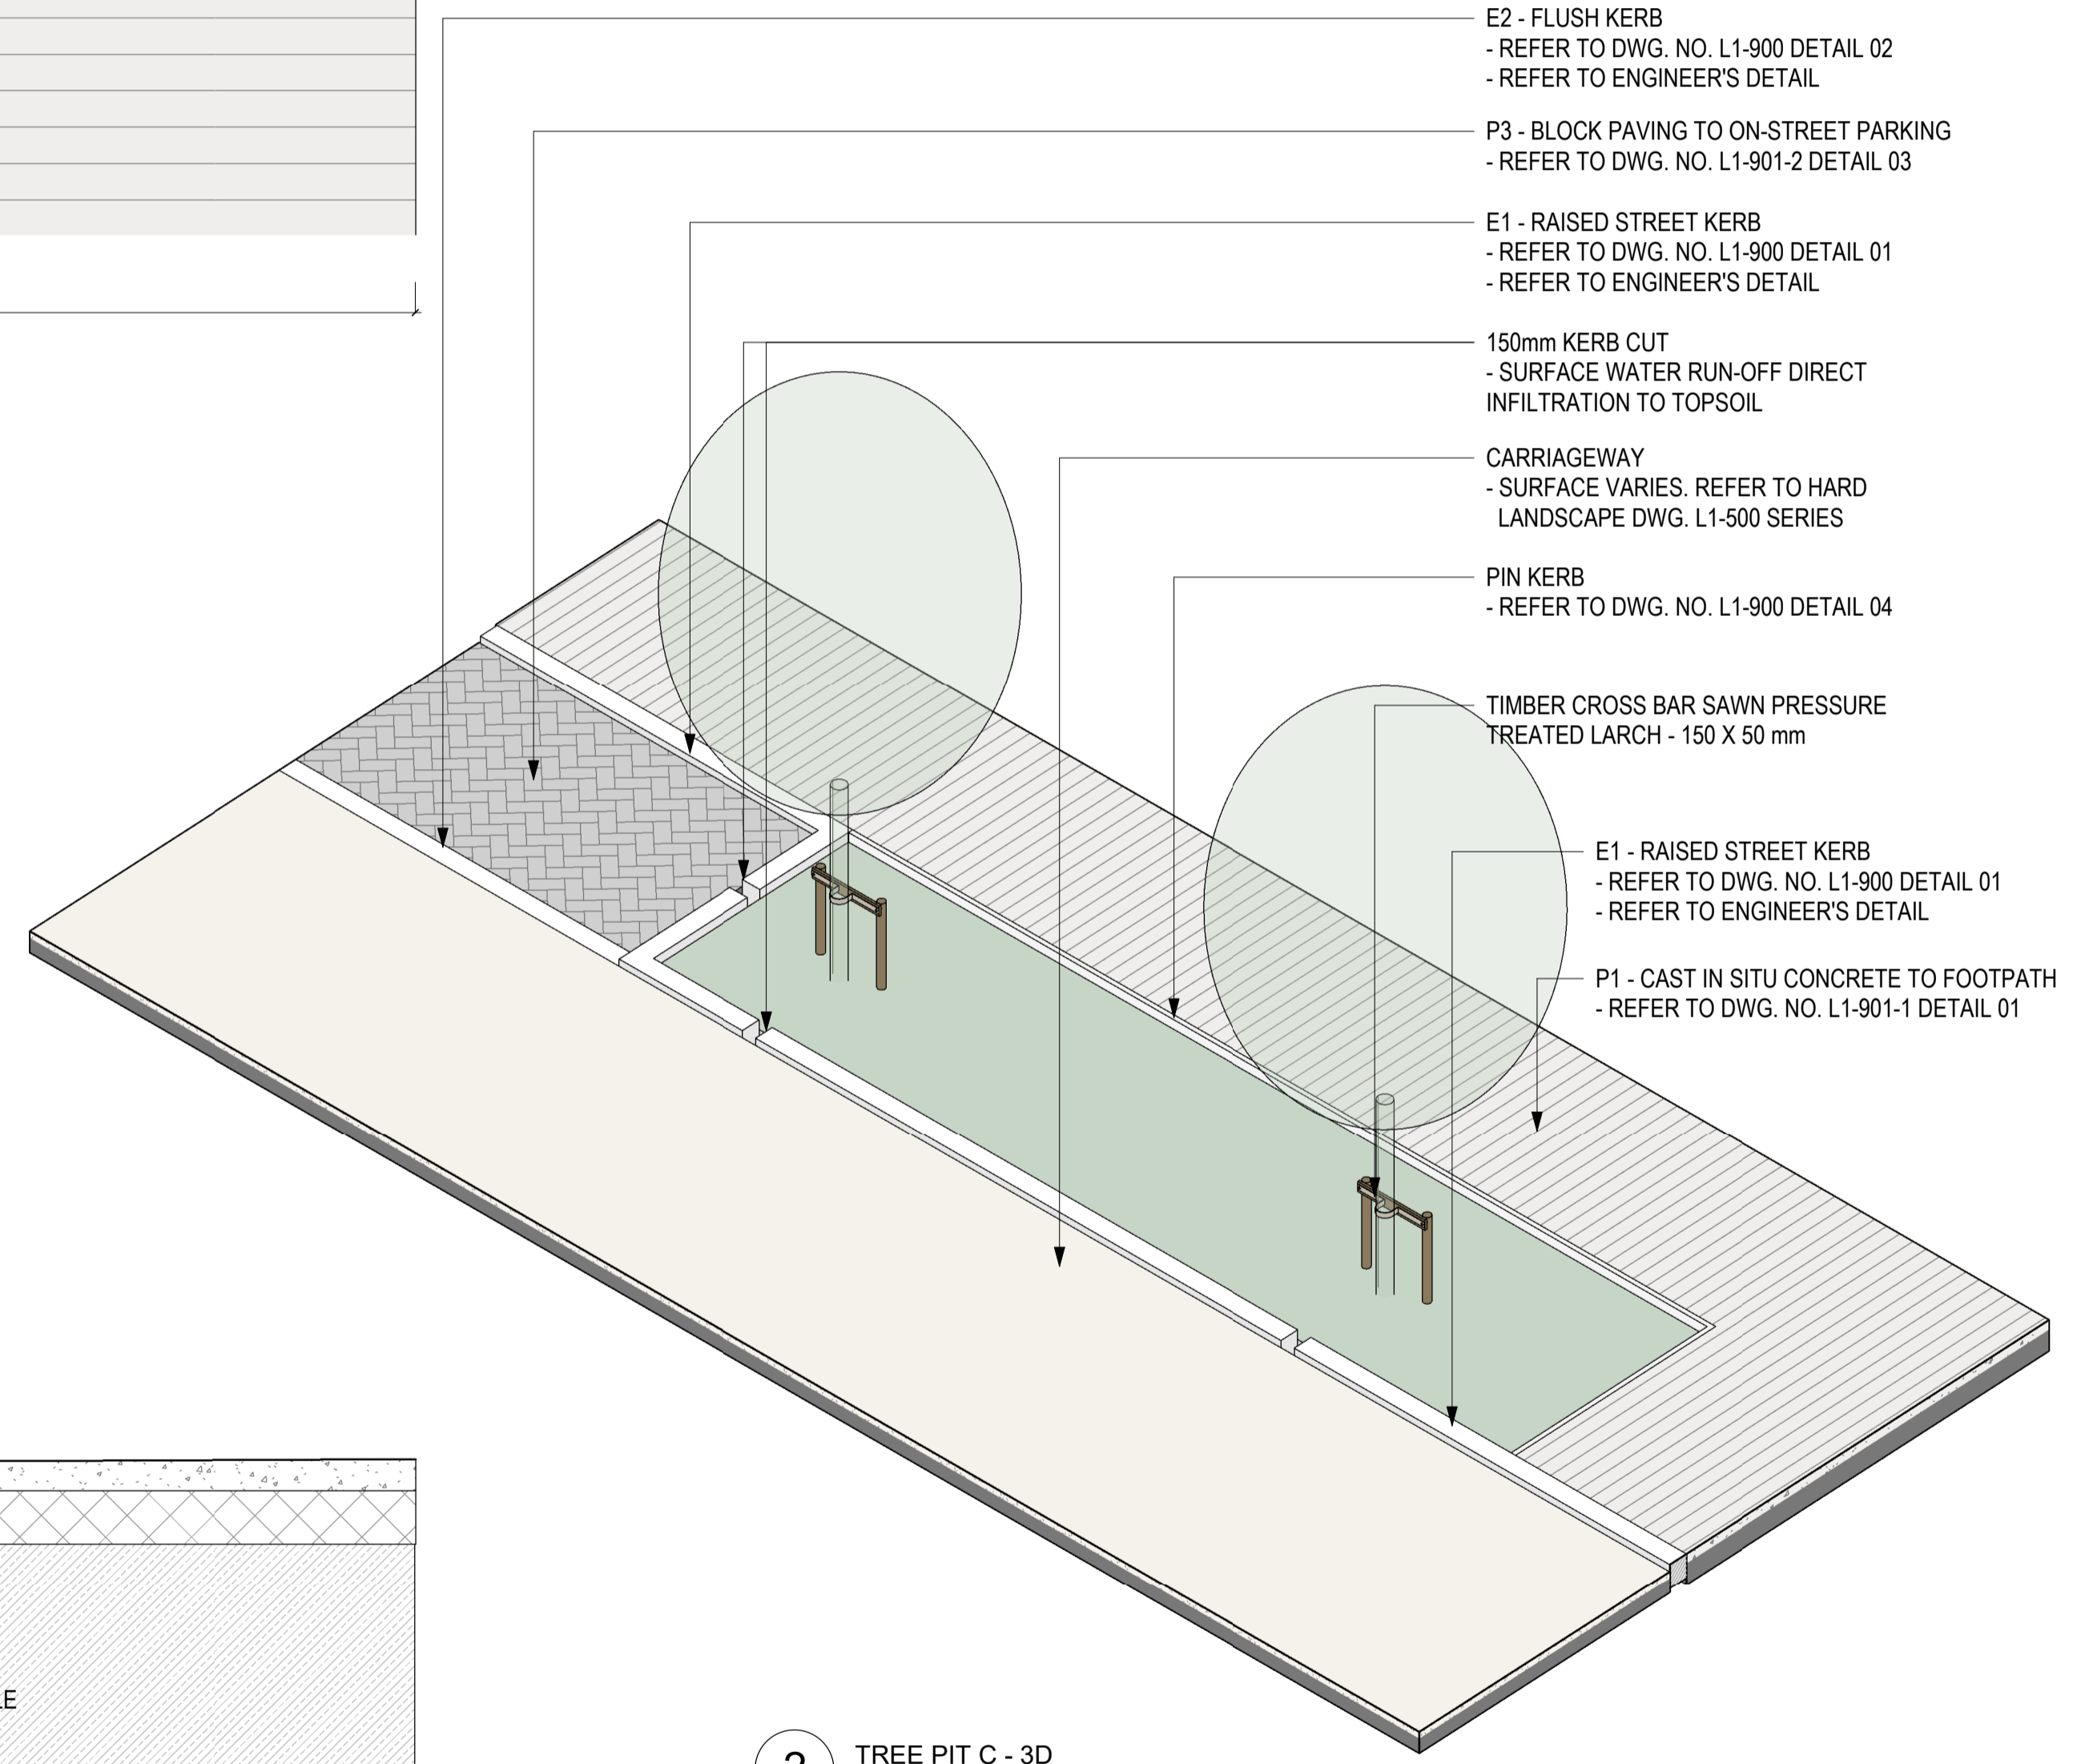 E2 - FLUSH KERB
- REFER TO DWG. NO. L1-900 DETAIL 02
- REFER TO ENGINEER'S DETAIL
P3 - BLOCK PAVING TO ON-STREET PARKING
- REFER TO DWG. NO. L1-901-2 DETAIL 03
E1 - RAISED STREET KERB
- REFER TO DWG. NO. L1-900 DETAIL 01
- REFER TO ENGINEER'S DETAIL
150mm KERB CUT
- SURFACE WATER RUN-OFF DIRECT
INFILTRATION TO TOPSOIL
CARRIAGEWAY
- SURFACE VARIES. REFER TO HARD
LANDSCAPE DWG. L1-500 SERIES
PIN KERB
- REFER TO DWG. NO. L1-900 DETAIL 04
TIMBER CROSS BAR SAWN PRESSURE
TREATED LARCH - 150 X 50 mm
E1 - RAISED STREET KERB
- REFER TO DWG. NO. L1-900 DETAIL 01
- REFER TO ENGINEER'S DETAIL
P1 - CAST IN SITU CONCRETE TO FOOTPATH
- REFER TO DWG. NO. L1-901-1 DETAIL 01
TREE PIT C - 3D